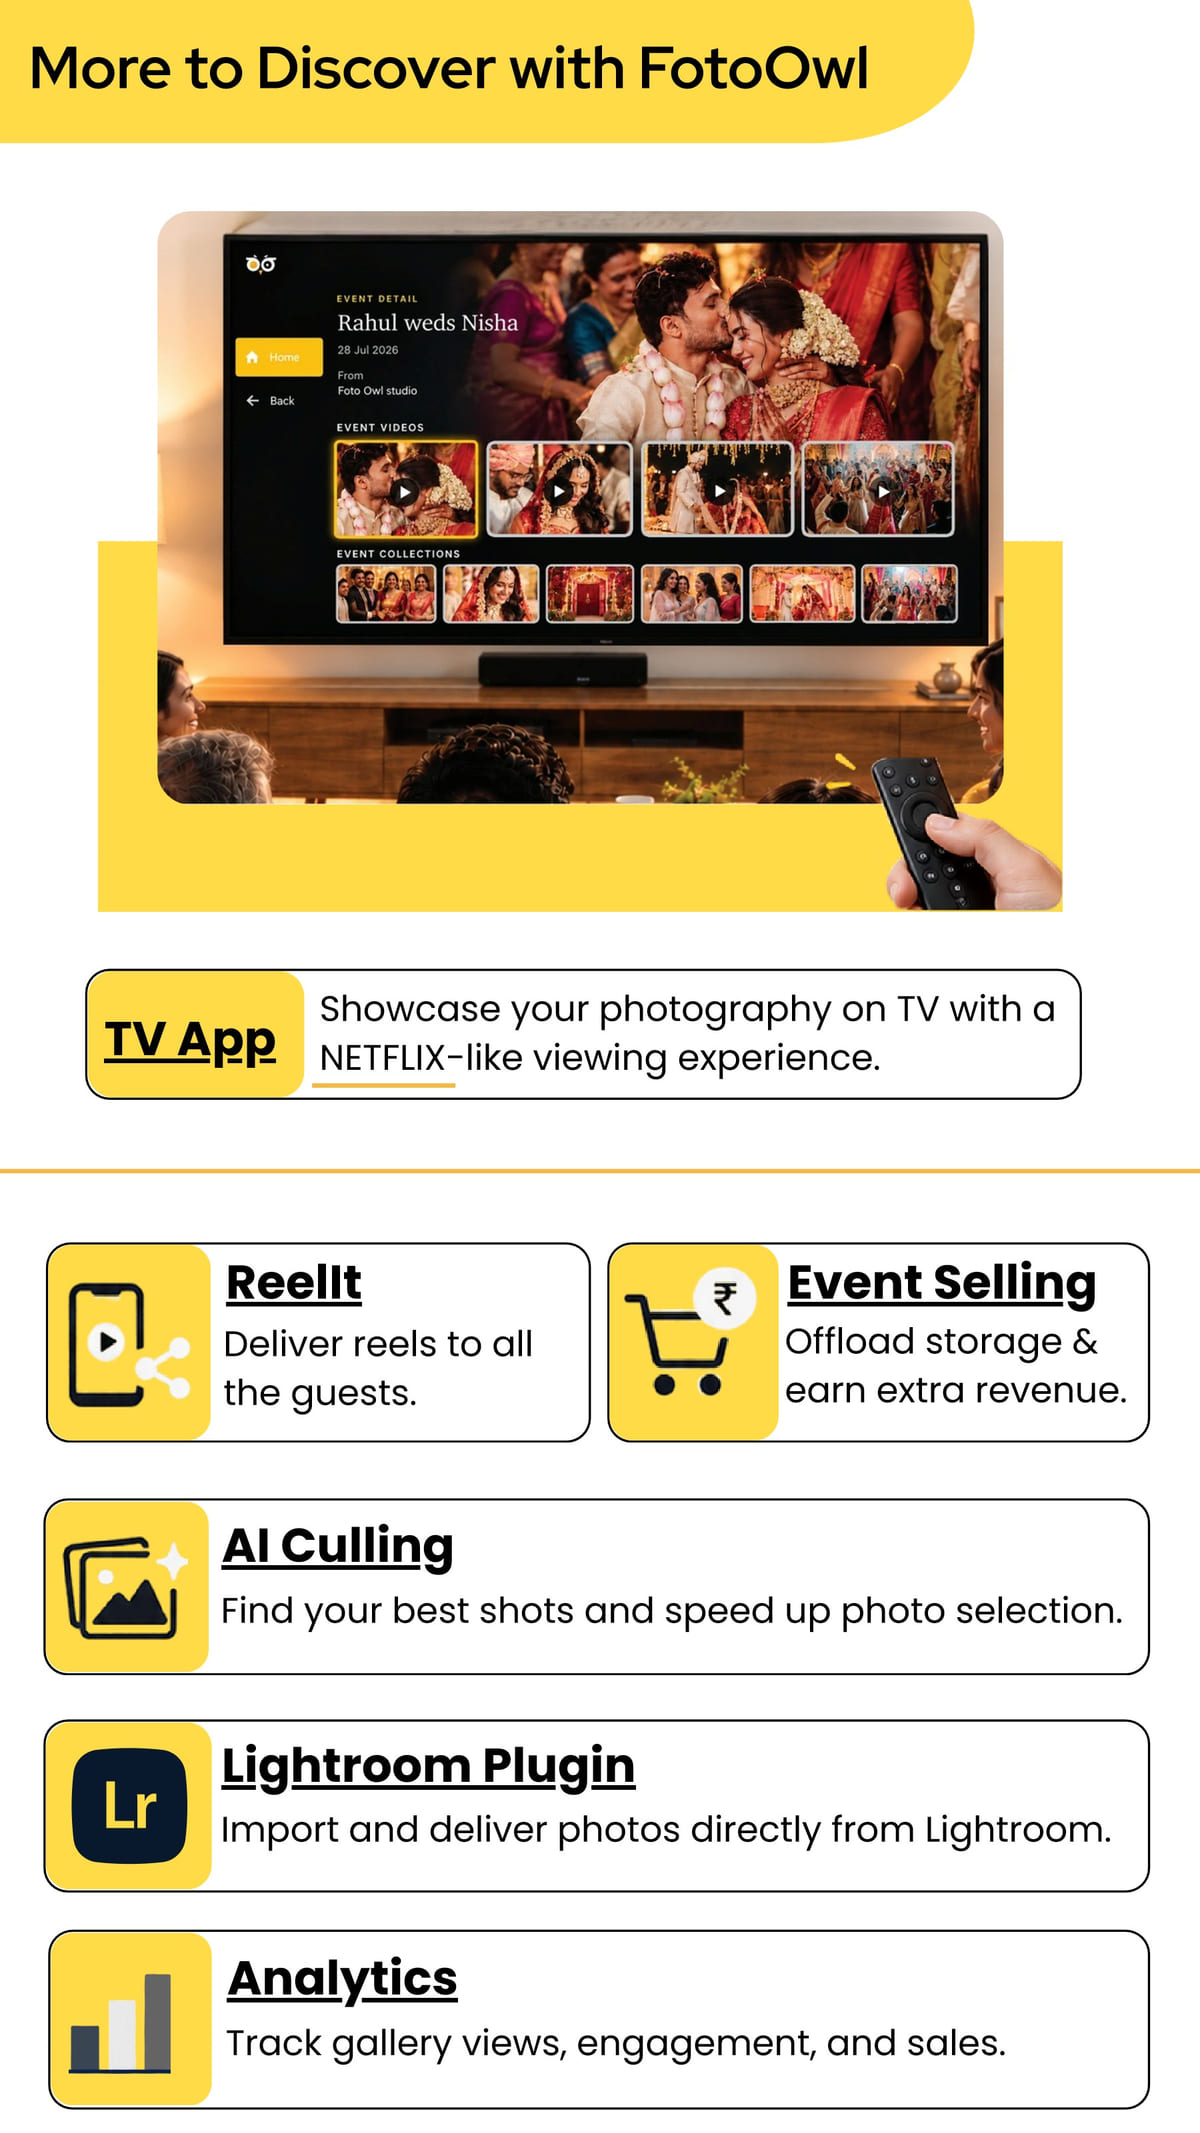 More to Discover with FotoOwl
EVENT DETAIL
Rahul weds Nisha
28 Jul 2026
From
Foto Owl studio
Home
Back
EVENT VIDEOS
EVENT COLLECTIONS
TV App
Showcase your photography on TV with a
NETFLIX-like viewing experience.
ReelIt
Deliver reels to all
the guests.
₹
Event Selling
Offload storage &
earn extra revenue.
AI Culling
Find your best shots and speed up photo selection.
Lr
Lightroom Plugin
Import and deliver photos directly from Lightroom.
Analytics
Track gallery views, engagement, and sales.